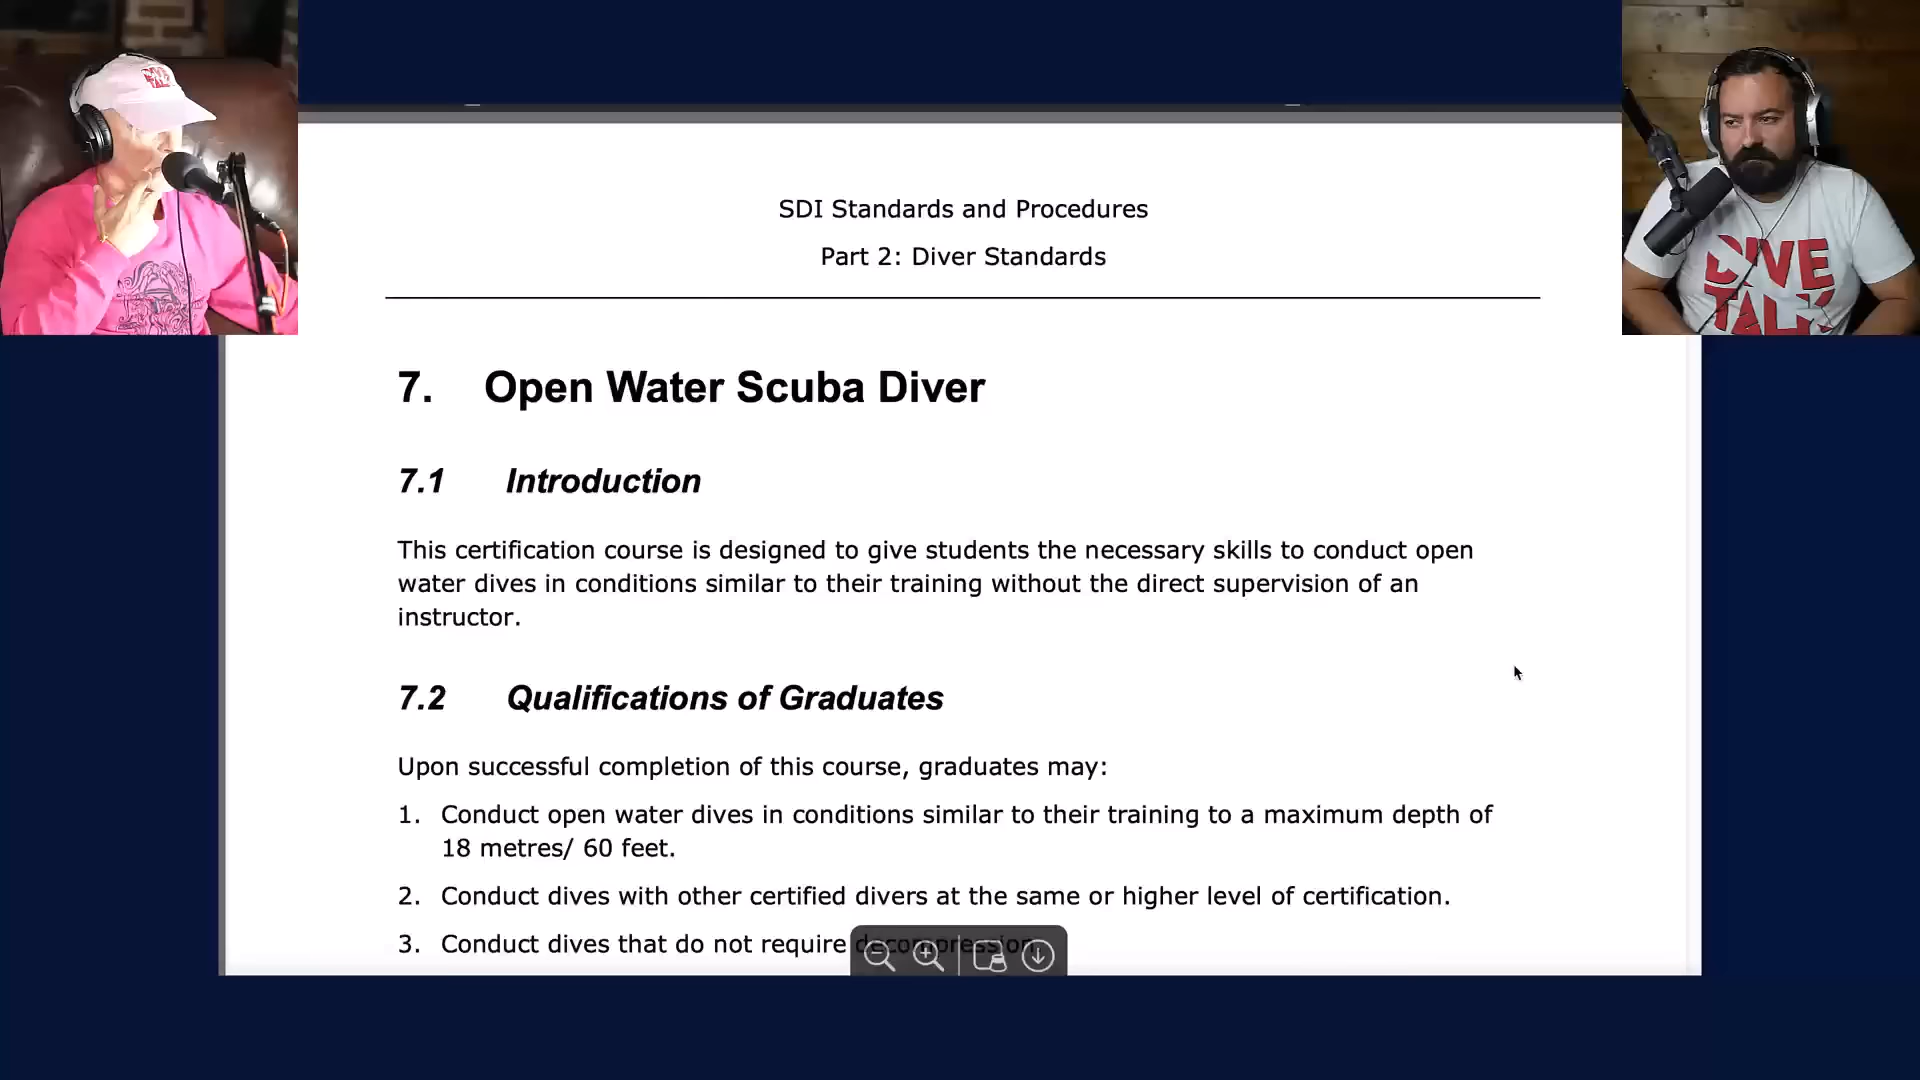 DIVE
TALK
SDI Standards and Procedures
Part 2: Diver Standards
DIVE
TALK
7. Open Water Scuba Diver
7.1 Introduction
This certification course is designed to give students the necessary skills to conduct open
water dives in conditions similar to their training without the direct supervision of an
instructor.
7.2 Qualifications of Graduates
Upon successful completion of this course, graduates may:
1. Conduct open water dives in conditions similar to their training to a maximum depth of
18 metres/ 60 feet.
2. Conduct dives with other certified divers at the same or higher level of certification.
3. Conduct dives that do not require decompression.